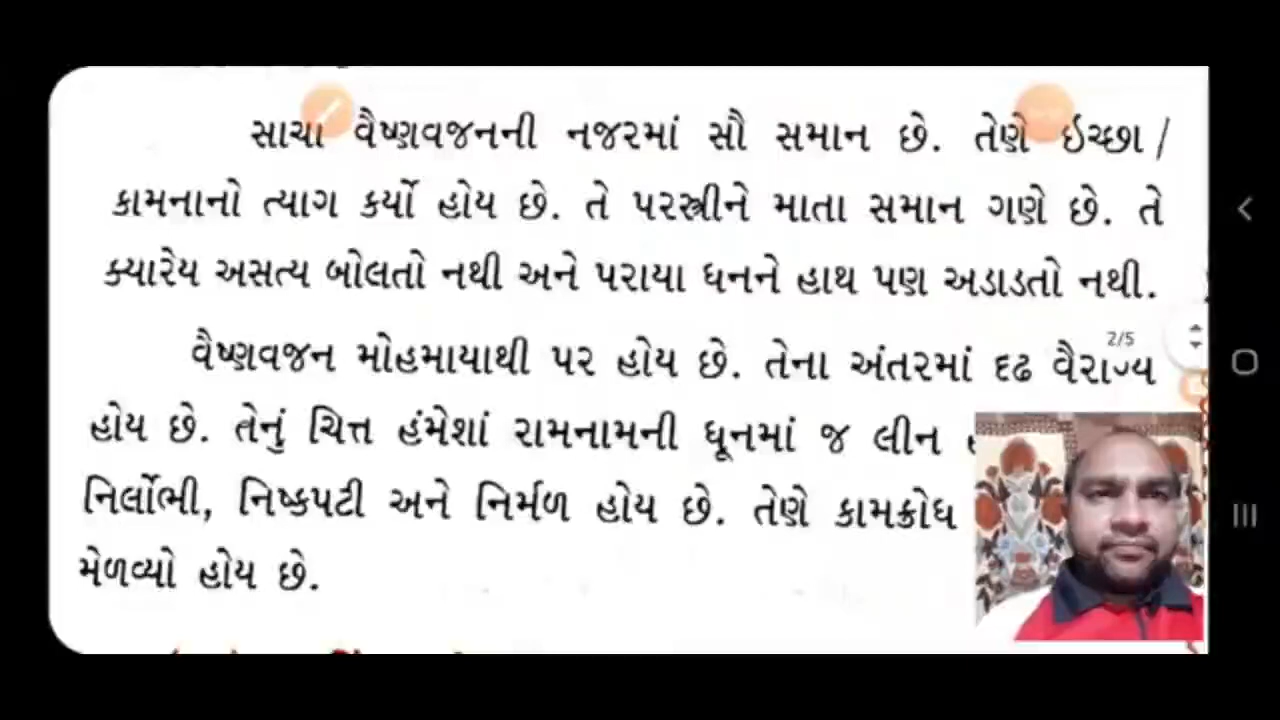 સાચા વૈષ્ણવજનની નજરમાં સૌ સમાન છે. તેણે ઇચ્છા /
કામનાનો ત્યાગ કર્યો હોય છે. તે પરસ્ત્રીને માતા સમાન ગણે છે. તે
ક્યારેય અસત્ય બોલતો નથી અને પરાયા ધનને હાથ પણ અડાડતો નથી.
2/5
વૈષ્ણવજન મોહમાયાથી પર હોય છે. તેના અંતરમાં દૃઢ વૈરાગ્ય
હોય છે. તેનું ચિત્ત હંમેશાં રામનામની ધૂનમાં જ લીન
નિર્લોભી, નિષ્કપટી અને નિર્મળ હોય છે. તેણે કામક્રોધ
મેળવ્યો હોય છે.